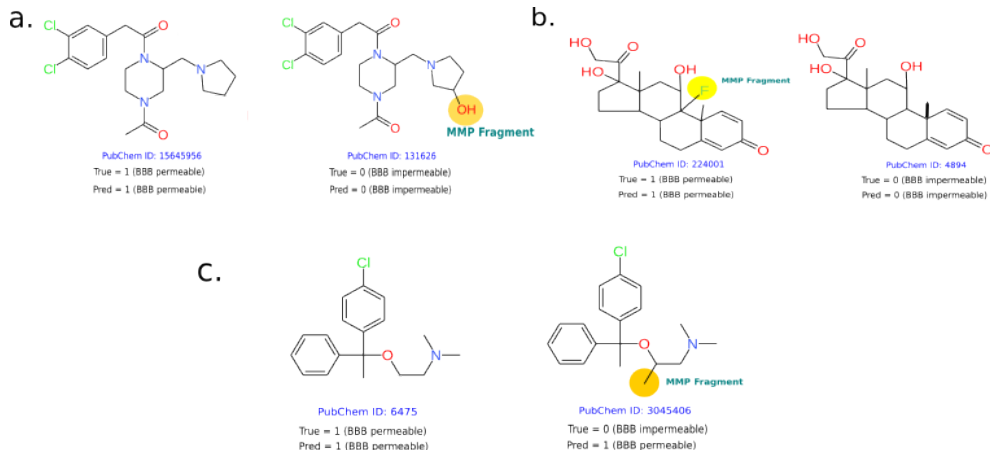 a.
Cl
Cl
O
N
N
N
O
PubChem ID: 15645956
True = 1 (BBB permeable)
Pred = 1 (BBB permeable)
Cl
Cl
O
N
N
N
OH
O
MMP Fragment
PubChem ID: 131626
True = 0 (BBB impermeable)
Pred = 0 (BBB impermeable)
b.
HO
O
HO
OH
F
MMP Fragment
O
PubChem ID: 224001
True = 1 (BBB permeable)
Pred = 1 (BBB permeable)
HO
O
HO
OH
O
PubChem ID: 4894
True = 0 (BBB impermeable)
Pred = 0 (BBB impermeable)
c.
Cl
O
N
PubChem ID: 6475
True = 1 (BBB permeable)
Pred = 1 (BBB permeable)
Cl
O
N
MMP Fragment
PubChem ID: 3045406
True = 0 (BBB impermeable)
Pred = 1 (BBB permeable)